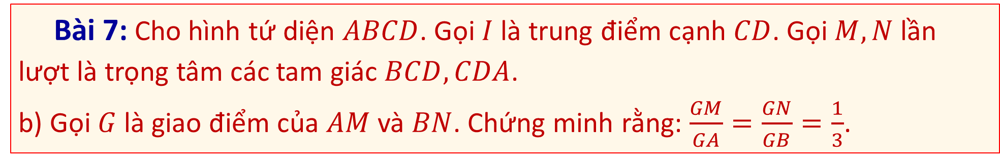 Bài 7: Cho hình tứ diện ABCD. Gọi I là trung điểm cạnh CD. Gọi M, N lần
lượt là trọng tâm các tam giác BCD, CDA.
b) Gọi G là giao điểm của AM và BN. Chứng minh rằng: GM/GA = GN/GB = 1/3.